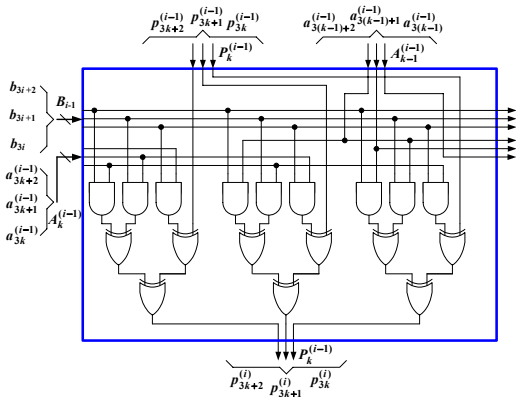 p_{3k+2}^{(i-1)} p_{3k+1}^{(i-1)} p_{3k}^{(i-1)}
a_{3(k-1)+2}^{(i-1)} a_{3(k-1)+1}^{(i-1)} a_{3(k-1)}^{(i-1)}
P_k^{(i-1)}
A_{k-1}^{(i-1)}
b_{3i+2}
B_{i-1}
b_{3i+1}
b_{3i}
a_{3k+2}^{(i-1)}
a_{3k+1}^{(i-1)}
A_k^{(i-1)}
a_{3k}^{(i-1)}
P_k^{(i-1)}
p_{3k+2}^{(i)} p_{3k+1}^{(i)} p_{3k}^{(i)}